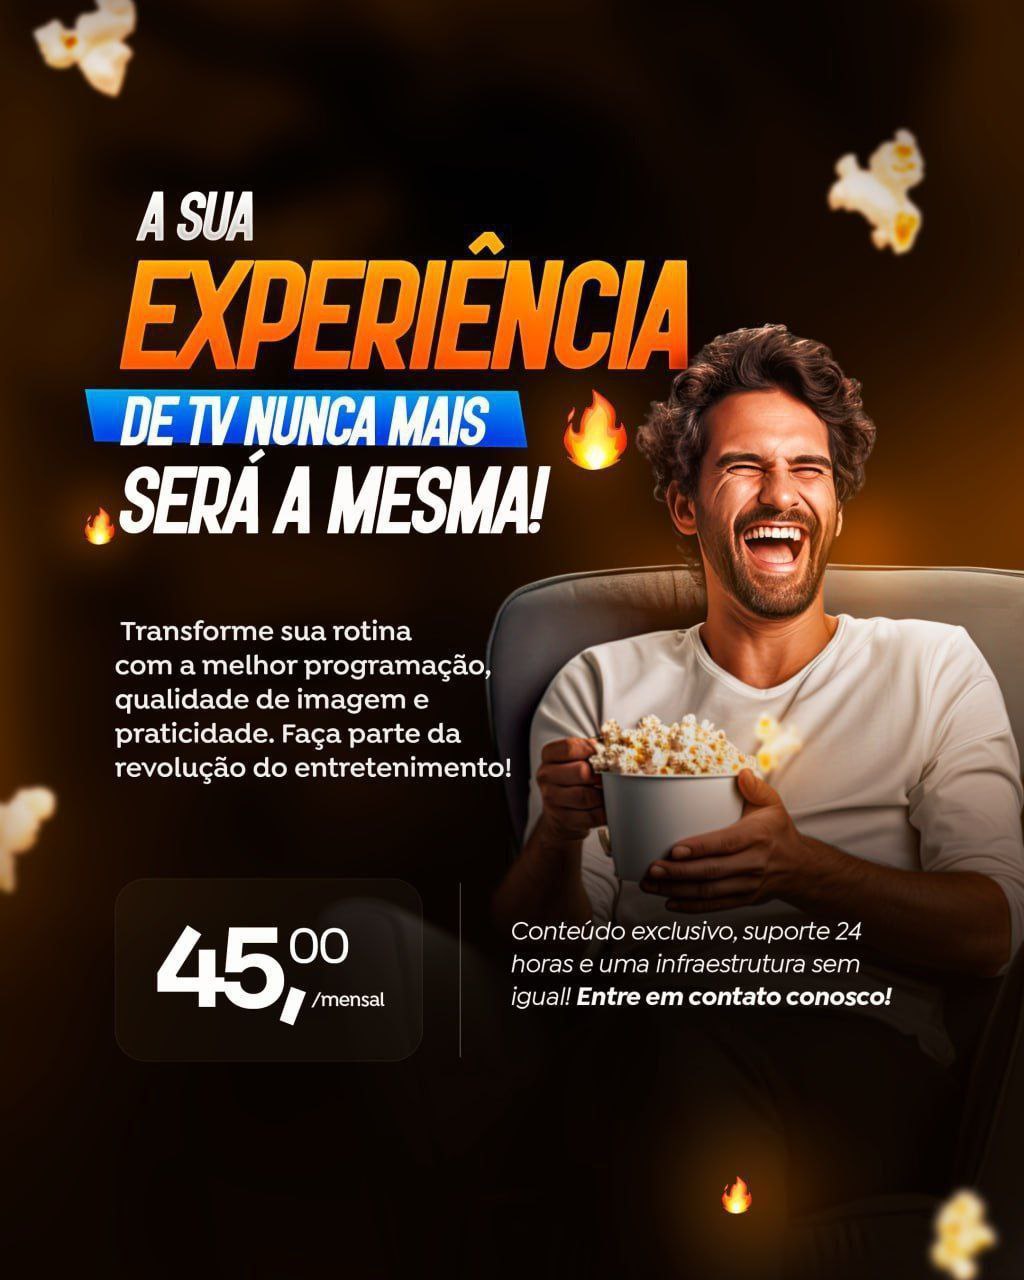 A SUA
EXPERIÊNCIA
DE TV NUNCA MAIS
SERÁ A MESMA!
Transforme sua rotina
com a melhor programação,
qualidade de imagem e
praticidade. Faça parte da
revolução do entretenimento!
45,00
/mensal
Conteúdo exclusivo, suporte 24
horas e uma infraestrutura sem
igual! Entre em contato conosco!